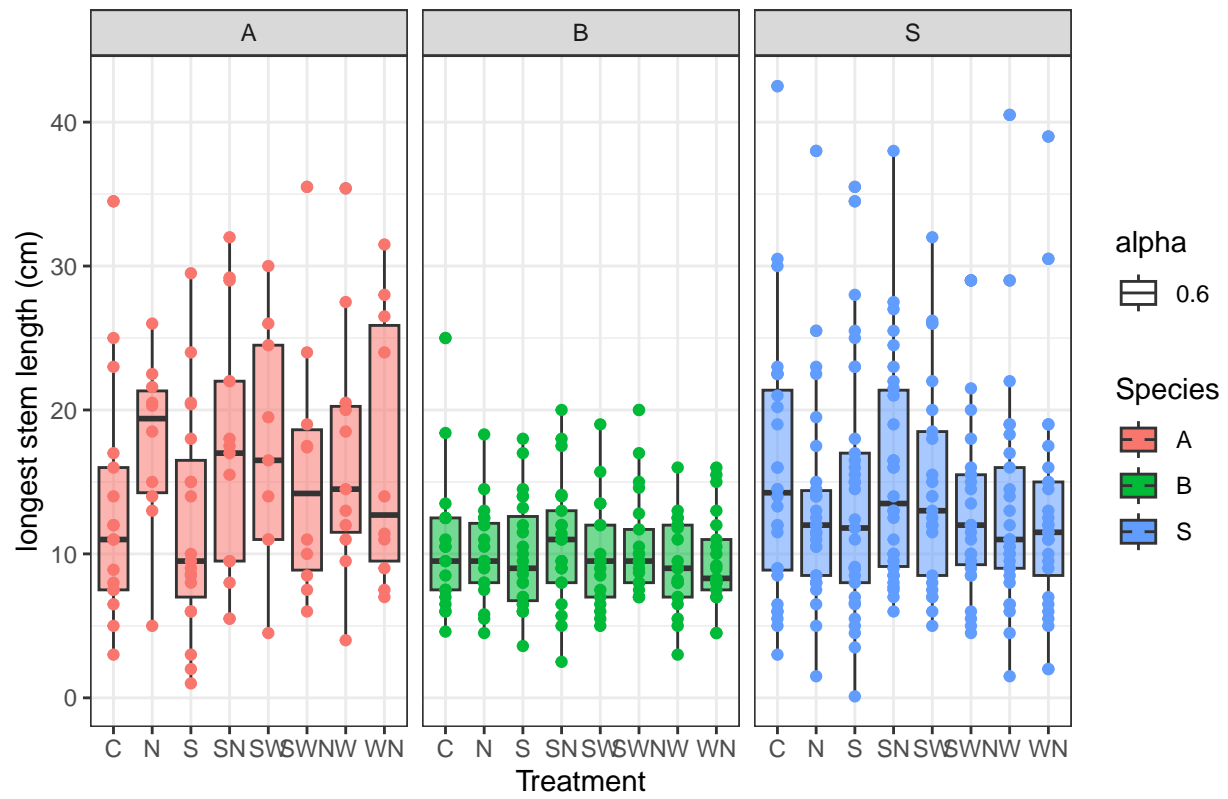 A B S
longest stem length (cm)
40
30
20
10
0
C N S SN SW SWN W WN C N S SN SW SWN W WN C N S SN SW SWN W WN
Treatment
alpha
0.6
Species
A
B
S